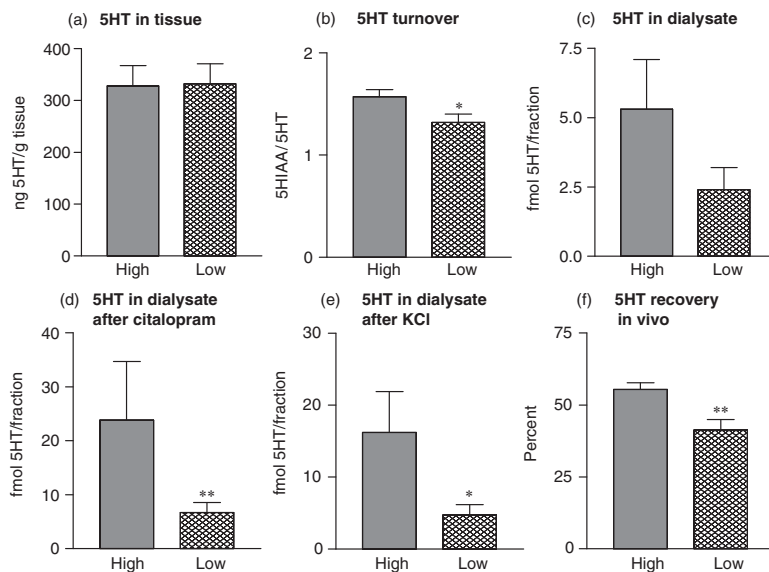 (a) 5HT in tissue
400
300
200
100
0
ng 5HT/g tissue
High Low
(b) 5HT turnover
2
1
0
5HIAA/5HT
*
High Low
(c) 5HT in dialysate
7.5
5.0
2.5
0.0
fmol 5HT/fraction
High Low
(d) 5HT in dialysate
after citalopram
40
30
20
10
0
fmol 5HT/fraction
**
High Low
(e) 5HT in dialysate
after KCl
30
20
10
0
fmol 5HT/fraction
*
High Low
(f) 5HT recovery
in vivo
75
50
25
0
Percent
**
High Low